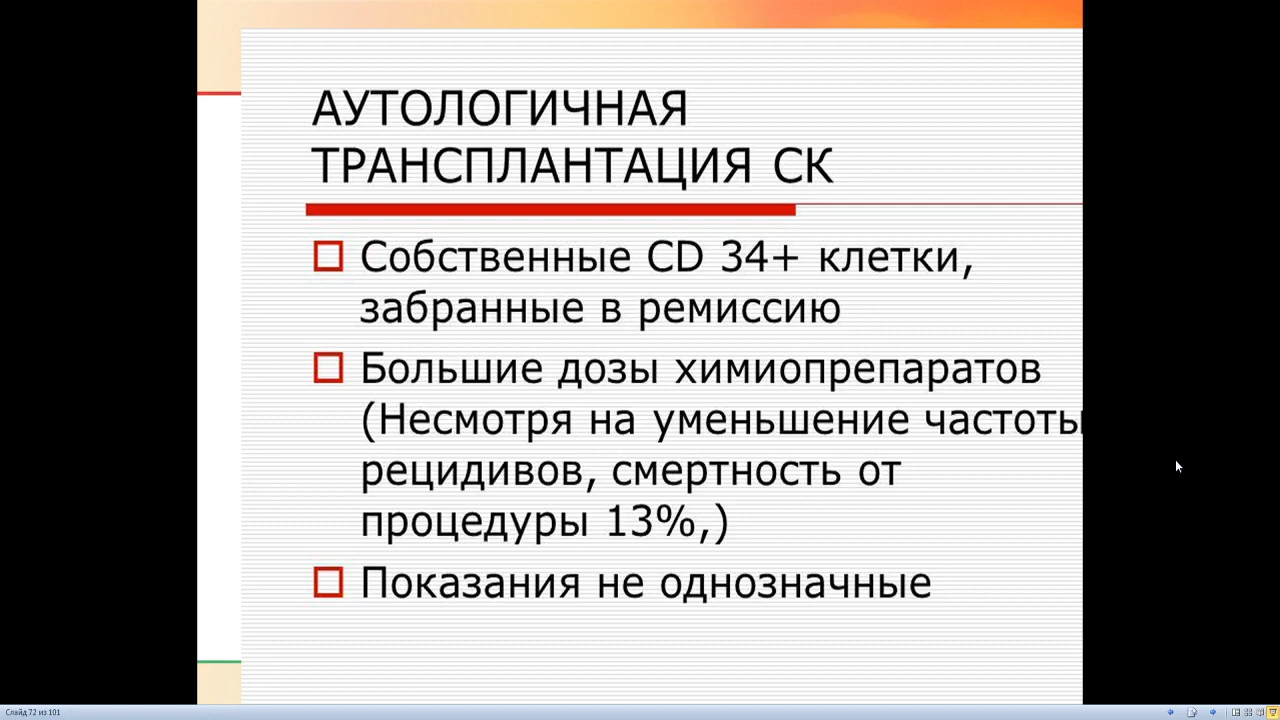 АУТОЛОГИЧНАЯ
ТРАНСПЛАНТАЦИЯ СК
Собственные CD 34+ клетки,
забранные в ремиссию
Большие дозы химиопрепаратов
(Несмотря на уменьшение частоты
рецидивов, смертность от
процедуры 13%,)
Показания не однозначные
Слайд 72 из 101